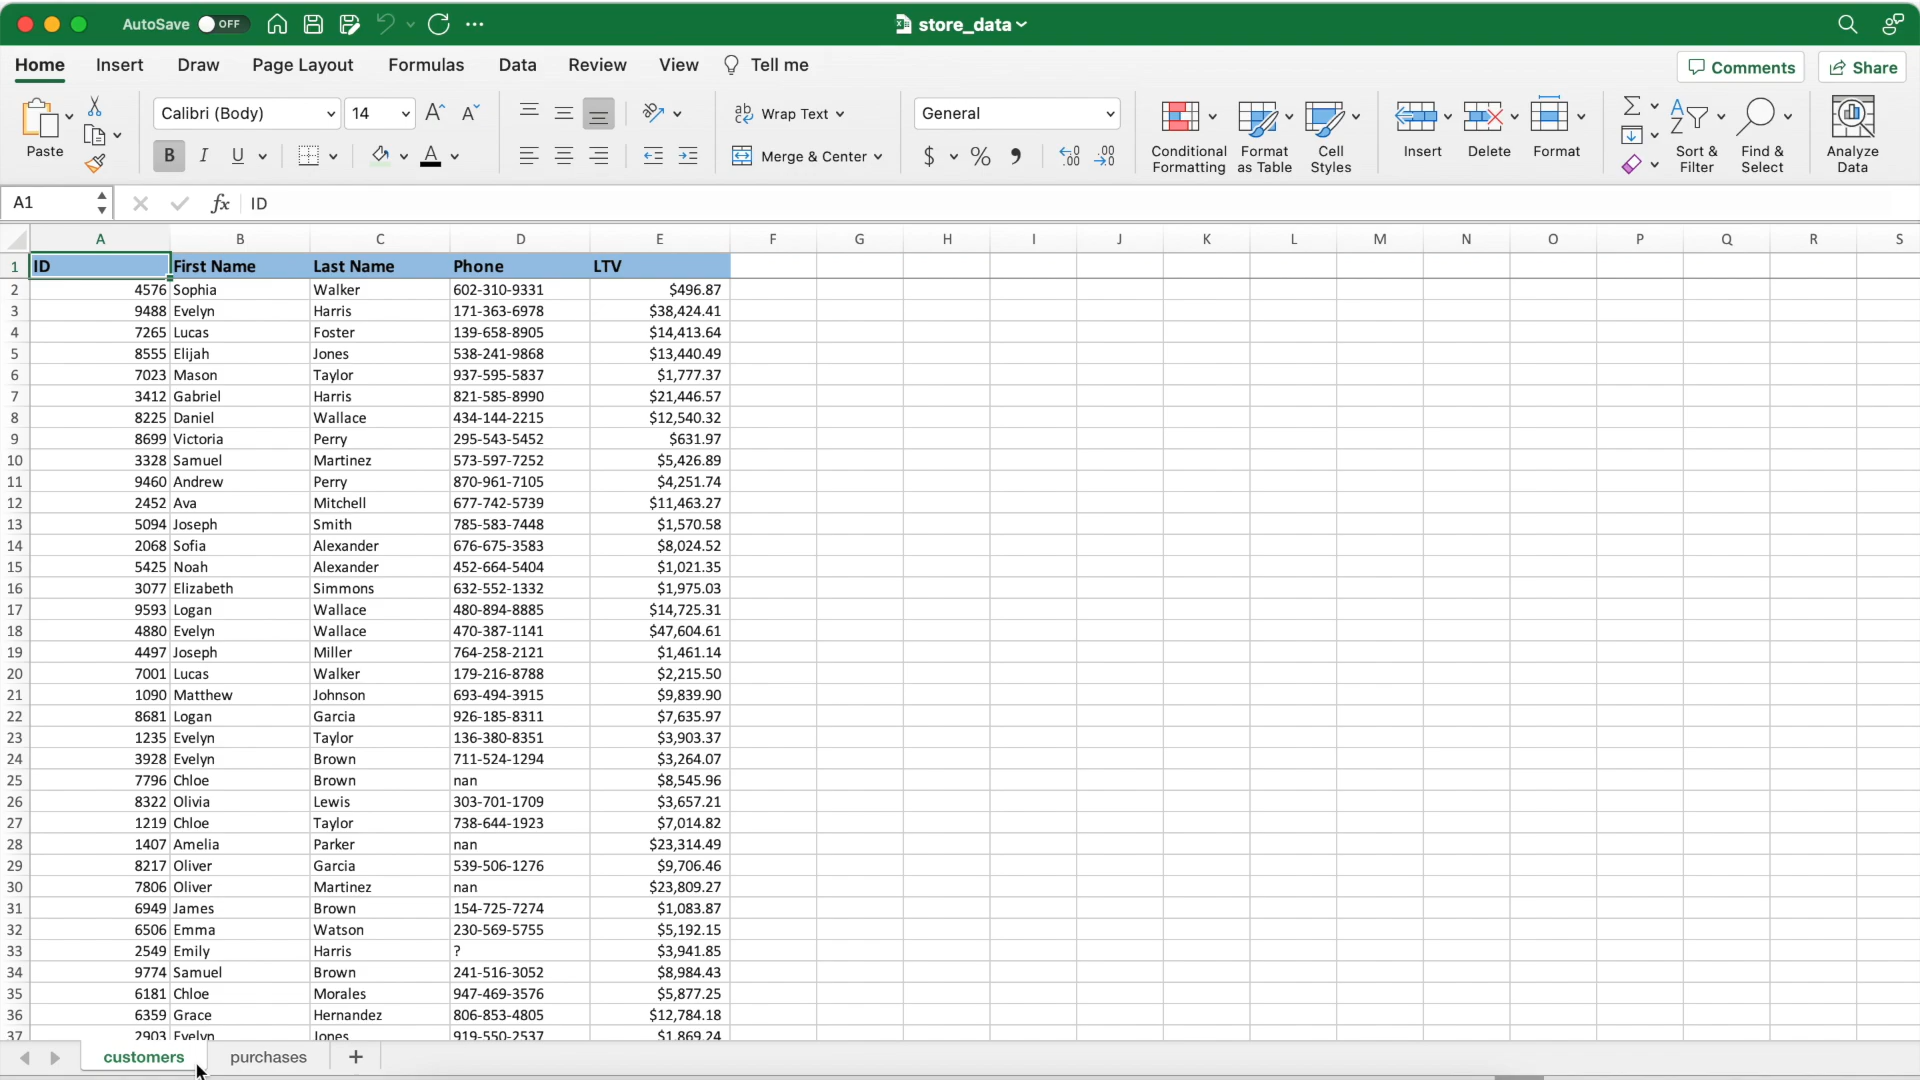 AutoSave OFF store_data
Home Insert Draw Page Layout Formulas Data Review View Tell me Comments Share
Paste Calibri (Body) 14 A A B I U A
ab Wrap Text
Merge & Center
General
$ % 9
.00
.00
Conditional Formatting
Format as Table
Cell Styles
Insert Delete Format
Sort & Filter
Find & Select
Analyze Data
A1 fx ID
A B C D E F G H I J K L M N O P Q R S
1 ID First Name Last Name Phone LTV
2 4576 Sophia Walker 602-310-9331 $496.87
3 9488 Evelyn Harris 171-363-6978 $38,424.41
4 7265 Lucas Foster 139-658-8905 $14,413.64
5 8555 Elijah Jones 538-241-9868 $13,440.49
6 7023 Mason Taylor 937-595-5837 $1,777.37
7 3412 Gabriel Harris 821-585-8990 $21,446.57
8 8225 Daniel Wallace 434-144-2215 $12,540.32
9 8699 Victoria Perry 295-543-5452 $631.97
10 3328 Samuel Martinez 573-597-7252 $5,426.89
11 9460 Andrew Perry 870-961-7105 $4,251.74
12 2452 Ava Mitchell 677-742-5739 $11,463.27
13 5094 Joseph Smith 785-583-7448 $1,570.58
14 2068 Sofia Alexander 676-675-3583 $8,024.52
15 5425 Noah Alexander 452-664-5404 $1,021.35
16 3077 Elizabeth Simmons 632-552-1332 $1,975.03
17 9593 Logan Wallace 480-894-8885 $14,725.31
18 4880 Evelyn Wallace 470-387-1141 $47,604.61
19 4497 Joseph Miller 764-258-2121 $1,461.14
20 7001 Lucas Walker 179-216-8788 $2,215.50
21 1090 Matthew Johnson 693-494-3915 $9,839.90
22 8681 Logan Garcia 926-185-8311 $7,635.97
23 1235 Evelyn Taylor 136-380-8351 $3,903.37
24 3928 Evelyn Brown 711-524-1294 $3,264.07
25 7796 Chloe Brown nan $8,545.96
26 8322 Olivia Lewis 303-701-1709 $3,657.21
27 1219 Chloe Taylor 738-644-1923 $7,014.82
28 1407 Amelia Parker nan $23,314.49
29 8217 Oliver Garcia 539-506-1276 $9,706.46
30 7806 Oliver Martinez nan $23,809.27
31 6949 James Brown 154-725-7274 $1,083.87
32 6506 Emma Watson 230-569-5755 $5,192.15
33 2549 Emily Harris ? $3,941.85
34 9774 Samuel Brown 241-516-3052 $8,984.43
35 6181 Chloe Morales 947-469-3576 $5,877.25
36 6359 Grace Hernandez 806-853-4805 $12,784.18
37 2903 Evelyn Jones 919-550-2537 $1,869.24
customers purchases +